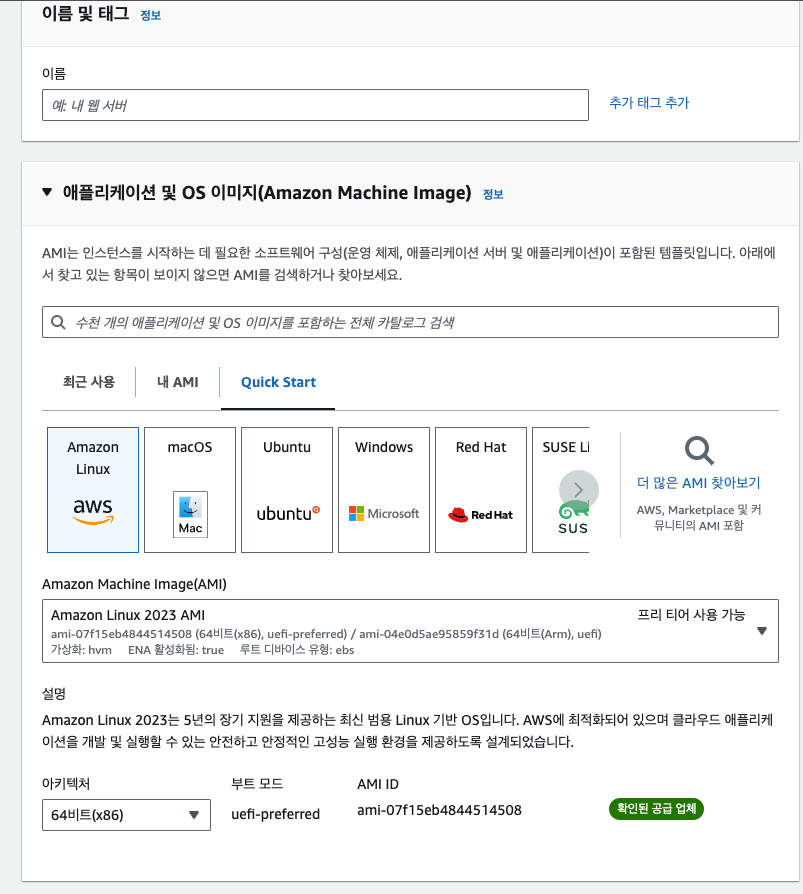 이름 및 태그 정보
이름
예: 내 웹 서버
추가 태그 추가
애플리케이션 및 OS 이미지(Amazon Machine Image) 정보
AMI는 인스턴스를 시작하는 데 필요한 소프트웨어 구성(운영 체제, 애플리케이션 서버 및 애플리케이션)이 포함된 템플릿입니다. 아래에
서 찾고 있는 항목이 보이지 않으면 AMI를 검색하거나 찾아보세요.
수천 개의 애플리케이션 및 OS 이미지를 포함하는 전체 카탈로그 검색
최근 사용
내 AMI
Quick Start
Amazon
Linux
aws
macOS
Mac
Ubuntu
ubuntu
Windows
Microsoft
Red Hat
Red Hat
SUSE Li
SUS
더 많은 AMI 찾아보기
AWS, Marketplace 및 커
뮤니티의 AMI 포함
Amazon Machine Image(AMI)
Amazon Linux 2023 AMI
프리 티어 사용 가능
ami-07f15eb4844514508 (64비트(x86), uefi-preferred) / ami-04e0d5ae95859f31d (64비트(Arm), uefi)
가상화: hvm ENA 활성화됨: true 루트 디바이스 유형: ebs
설명
Amazon Linux 2023는 5년의 장기 지원을 제공하는 최신 범용 Linux 기반 OS입니다. AWS에 최적화되어 있으며 클라우드 애플리케
이션을 개발 및 실행할 수 있는 안전하고 안정적인 고성능 실행 환경을 제공하도록 설계되었습니다.
아키텍처
64비트(x86)
부트 모드
uefi-preferred
AMI ID
ami-07f15eb4844514508
확인된 공급 업체